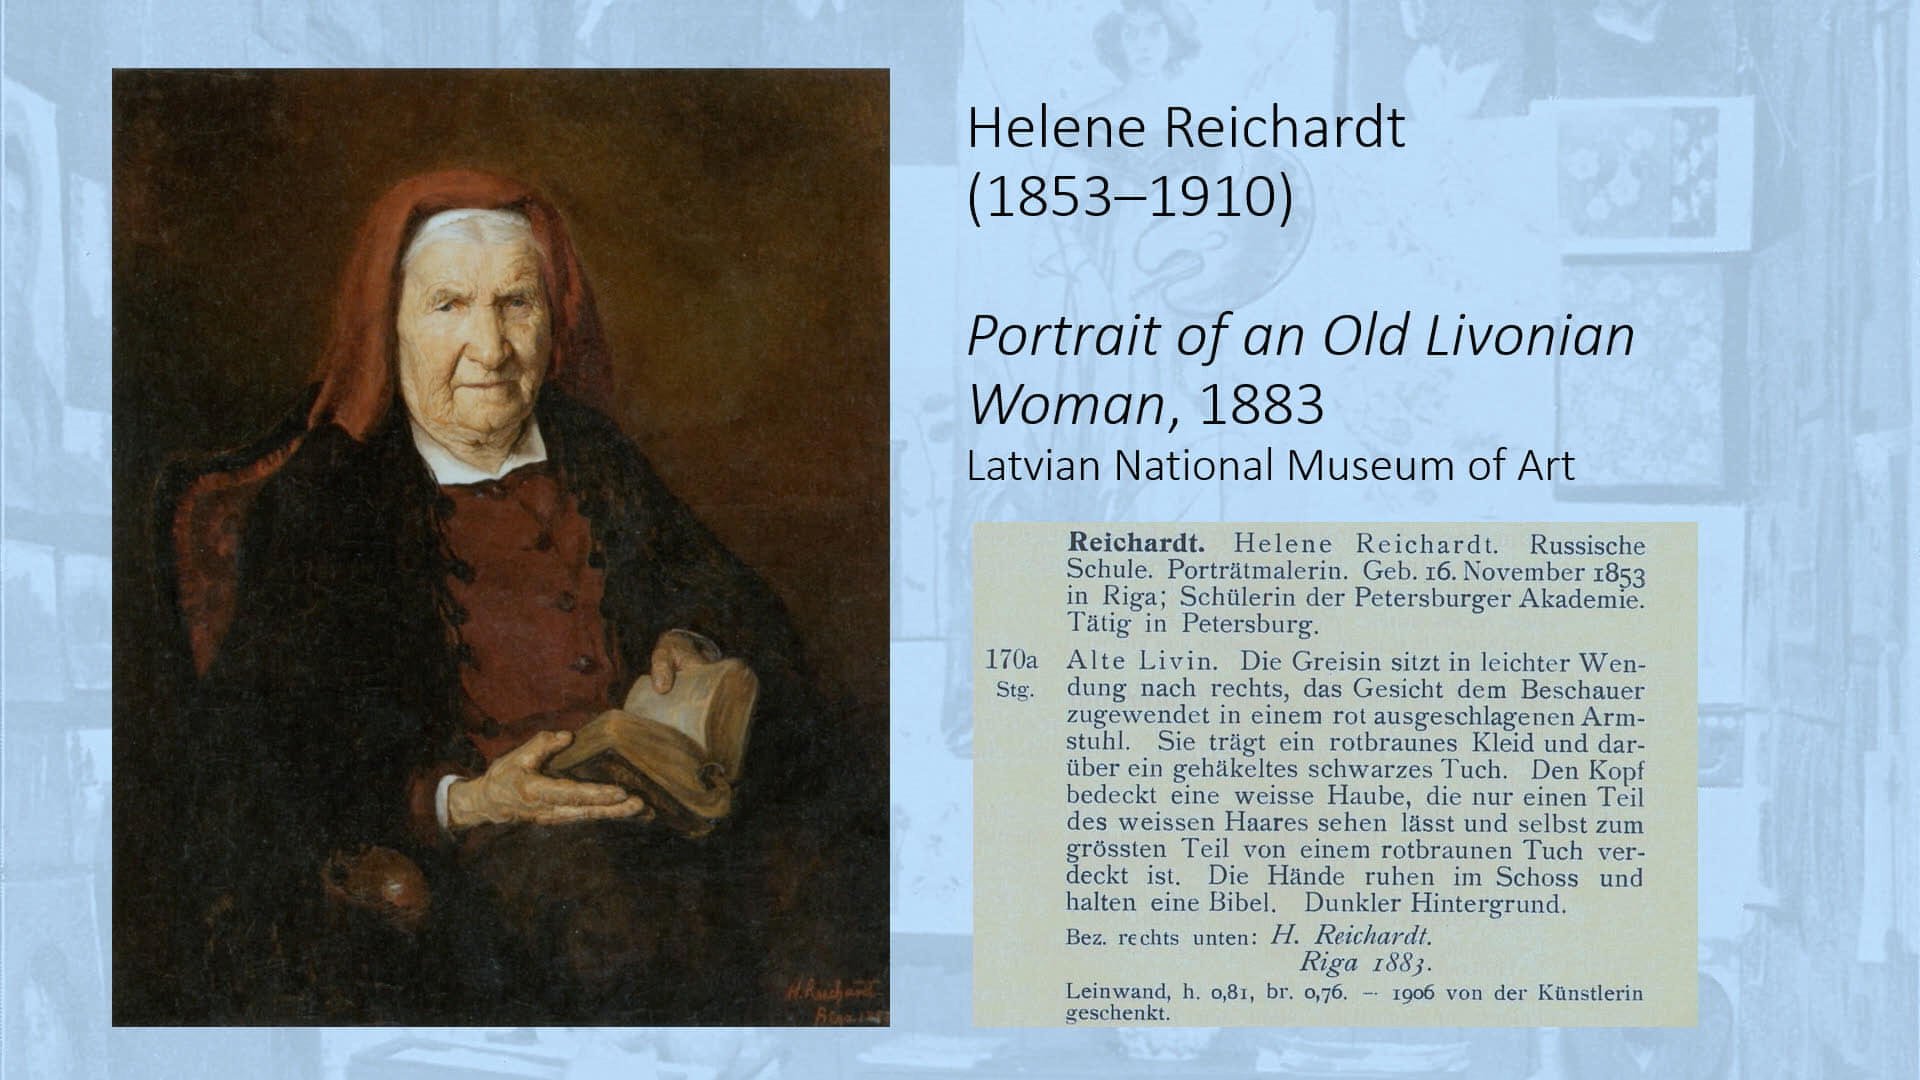 Helene Reichardt
(1853–1910)
Portrait of an Old Livonian
Woman, 1883
Latvian National Museum of Art
Reichardt. Helene Reichardt. Russische
Schule. Porträtmalerin. Geb. 16. November 1853
in Riga; Schülerin der Petersburger Akademie.
Tätig in Petersburg.
170a Alte Livin. Die Greisin sitzt in leichter Wen-
Stg. dung nach rechts, das Gesicht dem Beschauer
zugewendet in einem rot ausgeschlagenen Arm-
stuhl. Sie trägt ein rotbraunes Kleid und dar-
über ein gehäkeltes schwarzes Tuch. Den Kopf
bedeckt eine weisse Haube, die nur einen Teil
des weissen Haares sehen lässt und selbst zum
grössten Teil von einem rotbraunen Tuch ver-
deckt ist. Die Hände ruhen im Schoss und
halten eine Bibel. Dunkler Hintergrund.
Bez. rechts unten: H. Reichardt.
Riga 1883.
Leinwand, h. 0,81, br. 0,76. — 1906 von der Künstlerin
geschenkt.
H. Reichardt
Riga 1883